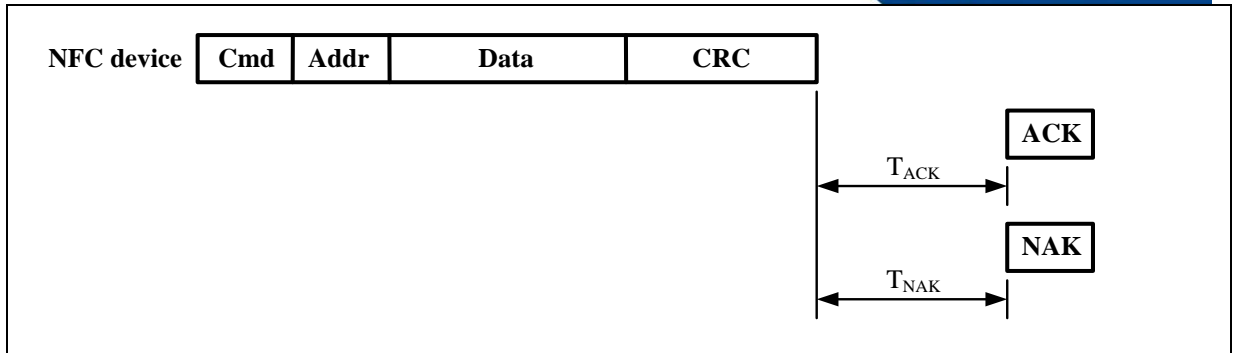 NFC device Cmd Addr Data CRC
ACK
TACK
NAK
TNAK